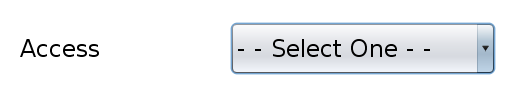 Access - - Select One - -